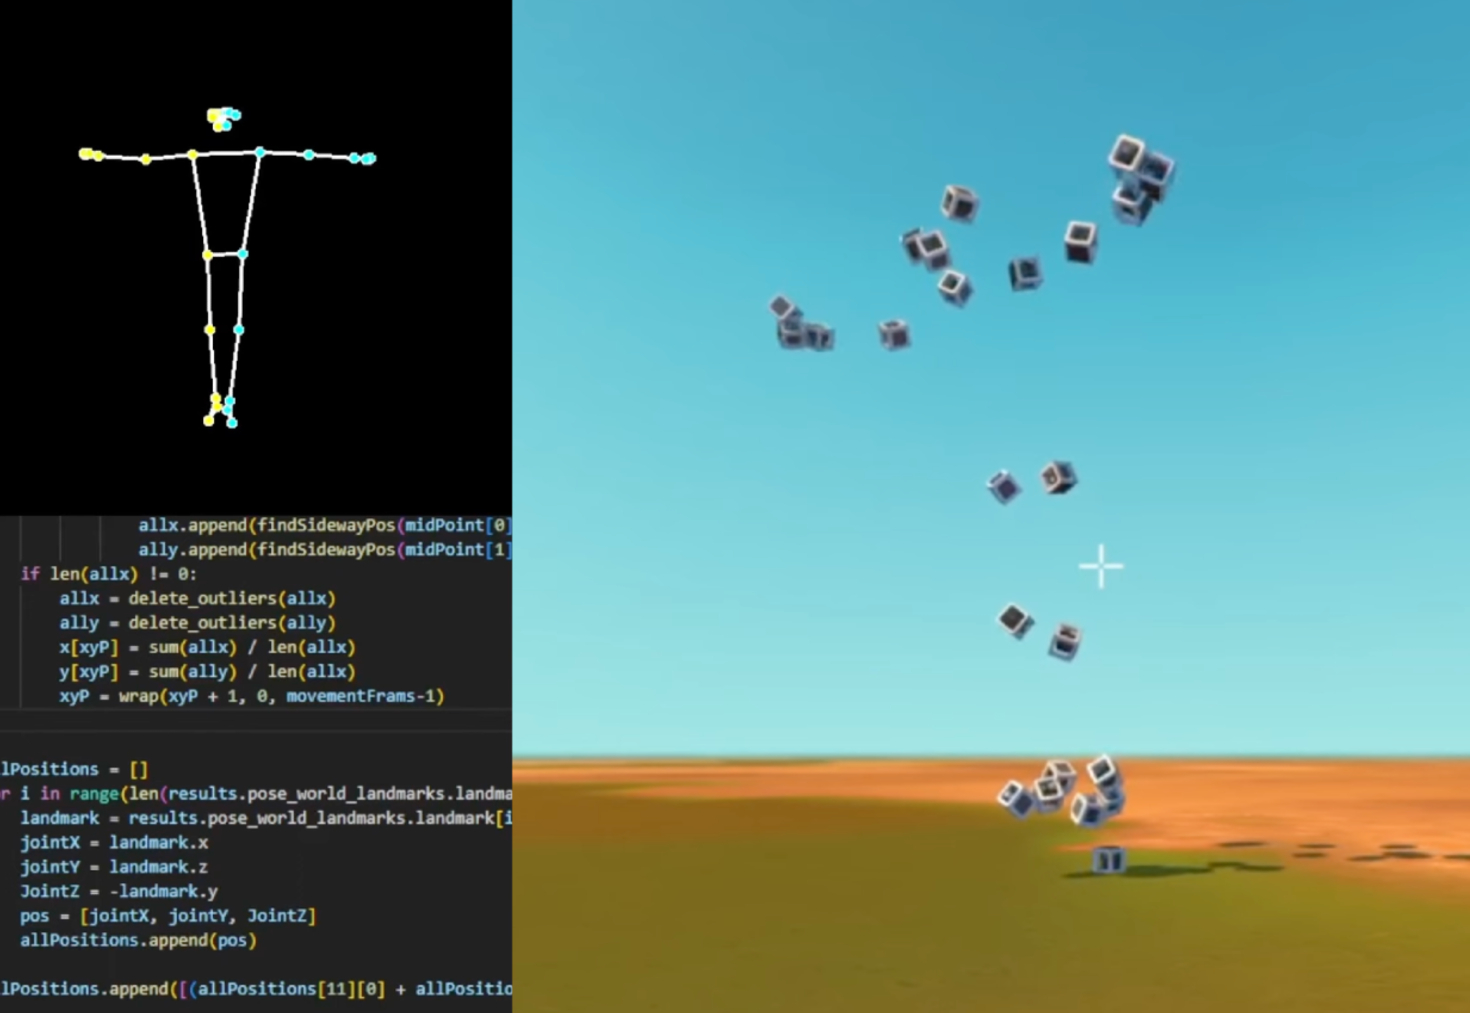 allx.append(findSidewayPos(midPoint[0]
ally.append(findSidewayPos(midPoint[1]
if len(allx) != 0:
allx = delete_outliers(allx)
ally = delete_outliers(ally)
x[xyP] = sum(allx) / len(allx)
y[xyP] = sum(ally) / len(allx)
xyP = wrap(xyP + 1, 0, movementFrams-1)
lPositions = []
r i in range(len(results.pose_world_landmarks.landma
landmark = results.pose_world_landmarks.landmark[i
jointX = landmark.x
jointY = landmark.z
JointZ = -landmark.y
pos = [jointX, jointY, JointZ]
allPositions.append(pos)
lPositions.append([(allPositions[11][0] + allPositio